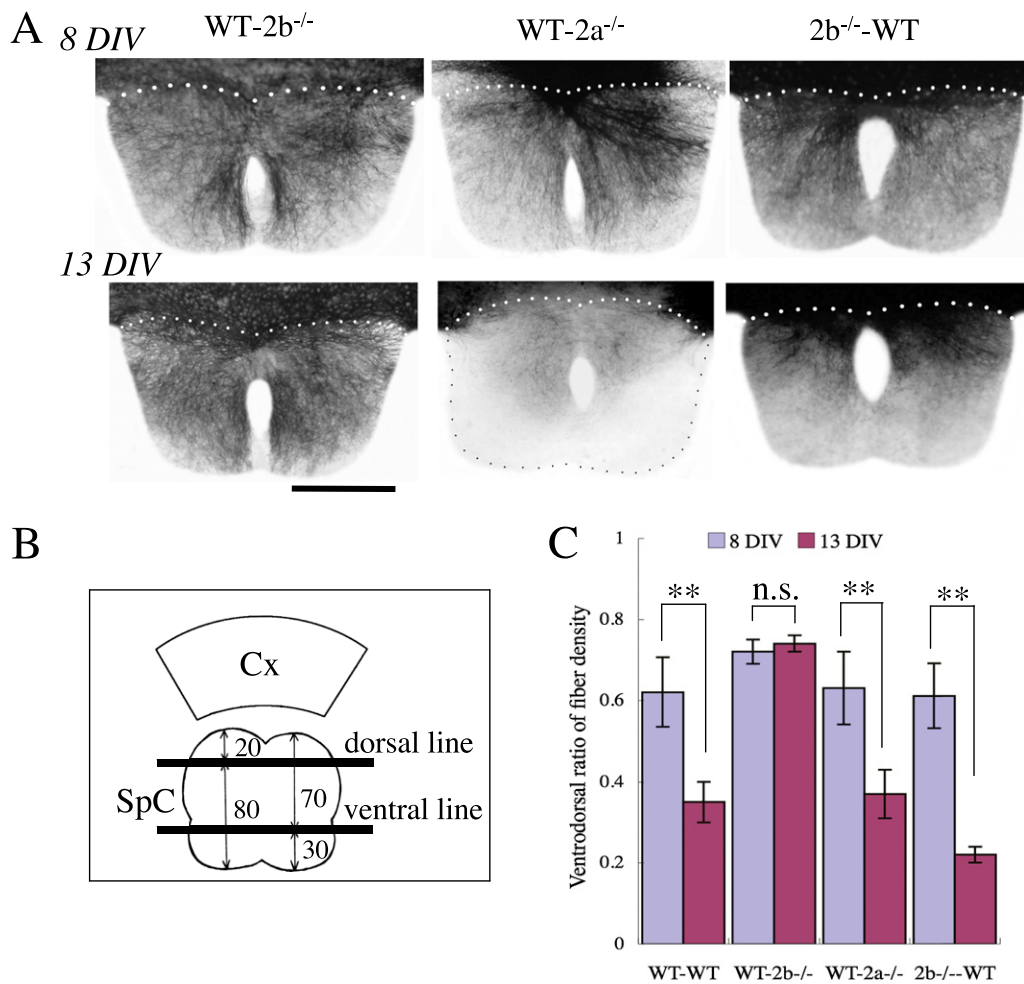 A
8 DIV
WT-2b-/-
WT-2a-/-
2b-/--WT
13 DIV
B
Cx
20
dorsal line
SpC
80
70
ventral line
30
C
8 DIV
13 DIV
Ventrodorsal ratio of fiber density
1
0.8
0.6
0.4
0.2
0
**
n.s.
**
**
WT-WT
WT-2b-/-
WT-2a-/-
2b-/--WT